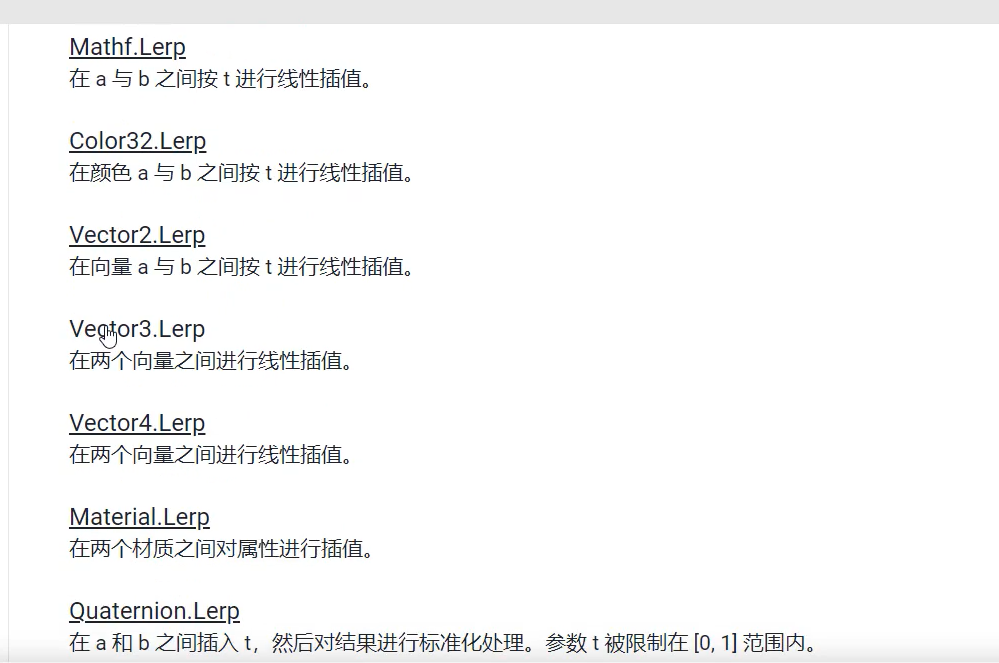 Mathf.Lerp
在 a 与 b 之间按 t 进行线性插值。
Color32.Lerp
在颜色 a 与 b 之间按 t 进行线性插值。
Vector2.Lerp
在向量 a 与 b 之间按 t 进行线性插值。
Vector3.Lerp
在两个向量之间进行线性插值。
Vector4.Lerp
在两个向量之间进行线性插值。
Material.Lerp
在两个材质之间对属性进行插值。
Quaternion.Lerp
在 a 和 b 之间插入 t，然后对结果进行标准化处理。参数 t 被限制在 [0, 1] 范围内。